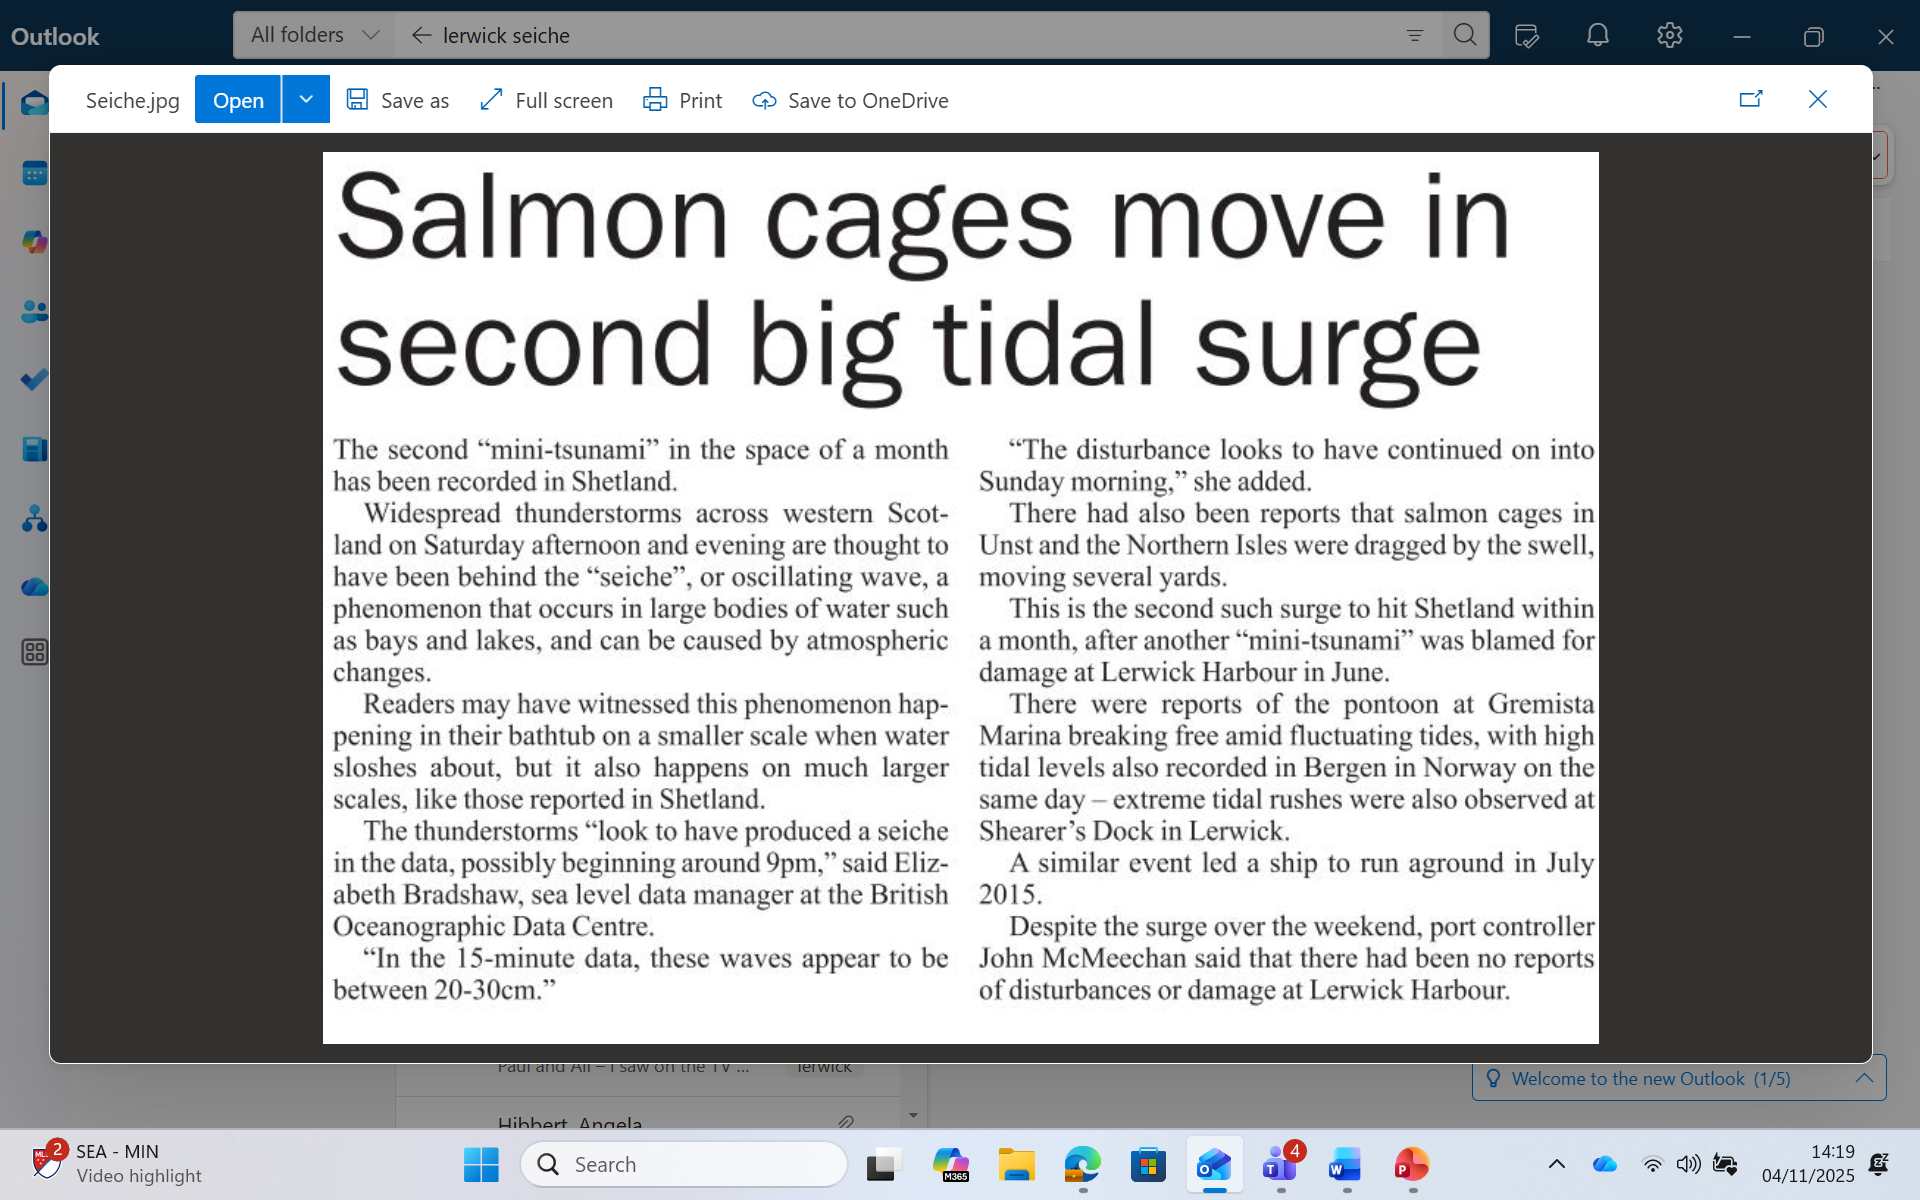 Outlook
All folders
lerwick seiche
Seiche.jpg
Open
Save as
Full screen
Print
Save to OneDrive
Salmon cages move in
second big tidal surge
The second “mini-tsunami” in the space of a month
has been recorded in Shetland.
Widespread thunderstorms across western Scot-
land on Saturday afternoon and evening are thought to
have been behind the “seiche”, or oscillating wave, a
phenomenon that occurs in large bodies of water such
as bays and lakes, and can be caused by atmospheric
changes.
Readers may have witnessed this phenomenon hap-
pening in their bathtub on a smaller scale when water
sloshes about, but it also happens on much larger
scales, like those reported in Shetland.
The thunderstorms “look to have produced a seiche
in the data, possibly beginning around 9pm,” said Eliz-
abeth Bradshaw, sea level data manager at the British
Oceanographic Data Centre.
“In the 15-minute data, these waves appear to be
between 20-30cm.”
“The disturbance looks to have continued on into
Sunday morning,” she added.
There had also been reports that salmon cages in
Unst and the Northern Isles were dragged by the swell,
moving several yards.
This is the second such surge to hit Shetland within
a month, after another “mini-tsunami” was blamed for
damage at Lerwick Harbour in June.
There were reports of the pontoon at Gremista
Marina breaking free amid fluctuating tides, with high
tidal levels also recorded in Bergen in Norway on the
same day – extreme tidal rushes were also observed at
Shearer’s Dock in Lerwick.
A similar event led a ship to run aground in July
2015.
Despite the surge over the weekend, port controller
John McMeechan said that there had been no reports
of disturbances or damage at Lerwick Harbour.
Paul and Ali – I saw on the TV ...
lerwick
Hibbert, Angela
Welcome to the new Outlook (1/5)
2
SEA - MIN
Video highlight
Search
M365
4
14:19
04/11/2025